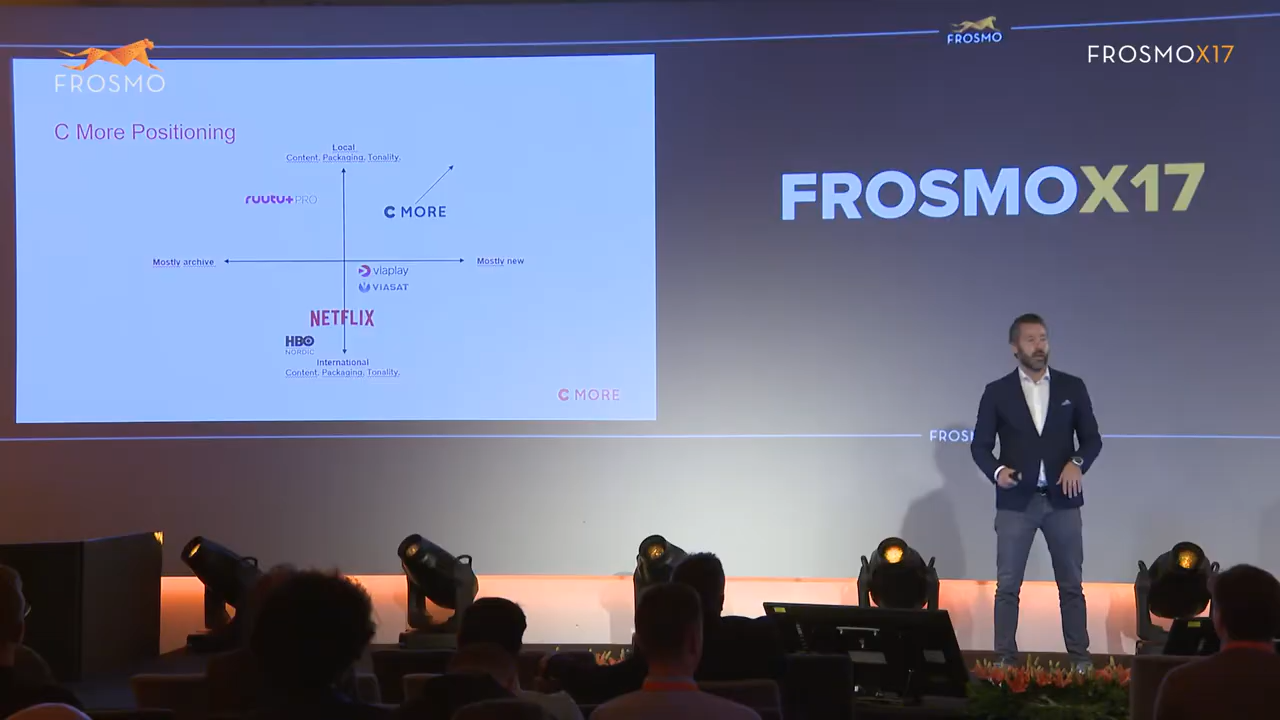 FROSMO
FROSMO
FROSMOX17
C More Positioning
Local
Content, Packaging, Tonality.
ruutu+PRO
C MORE
FROSMOX17
Mostly archive
Mostly new
viaplay
VIASAT
NETFLIX
HBO
NORDIC
International
Content, Packaging, Tonality.
C MORE
FROS